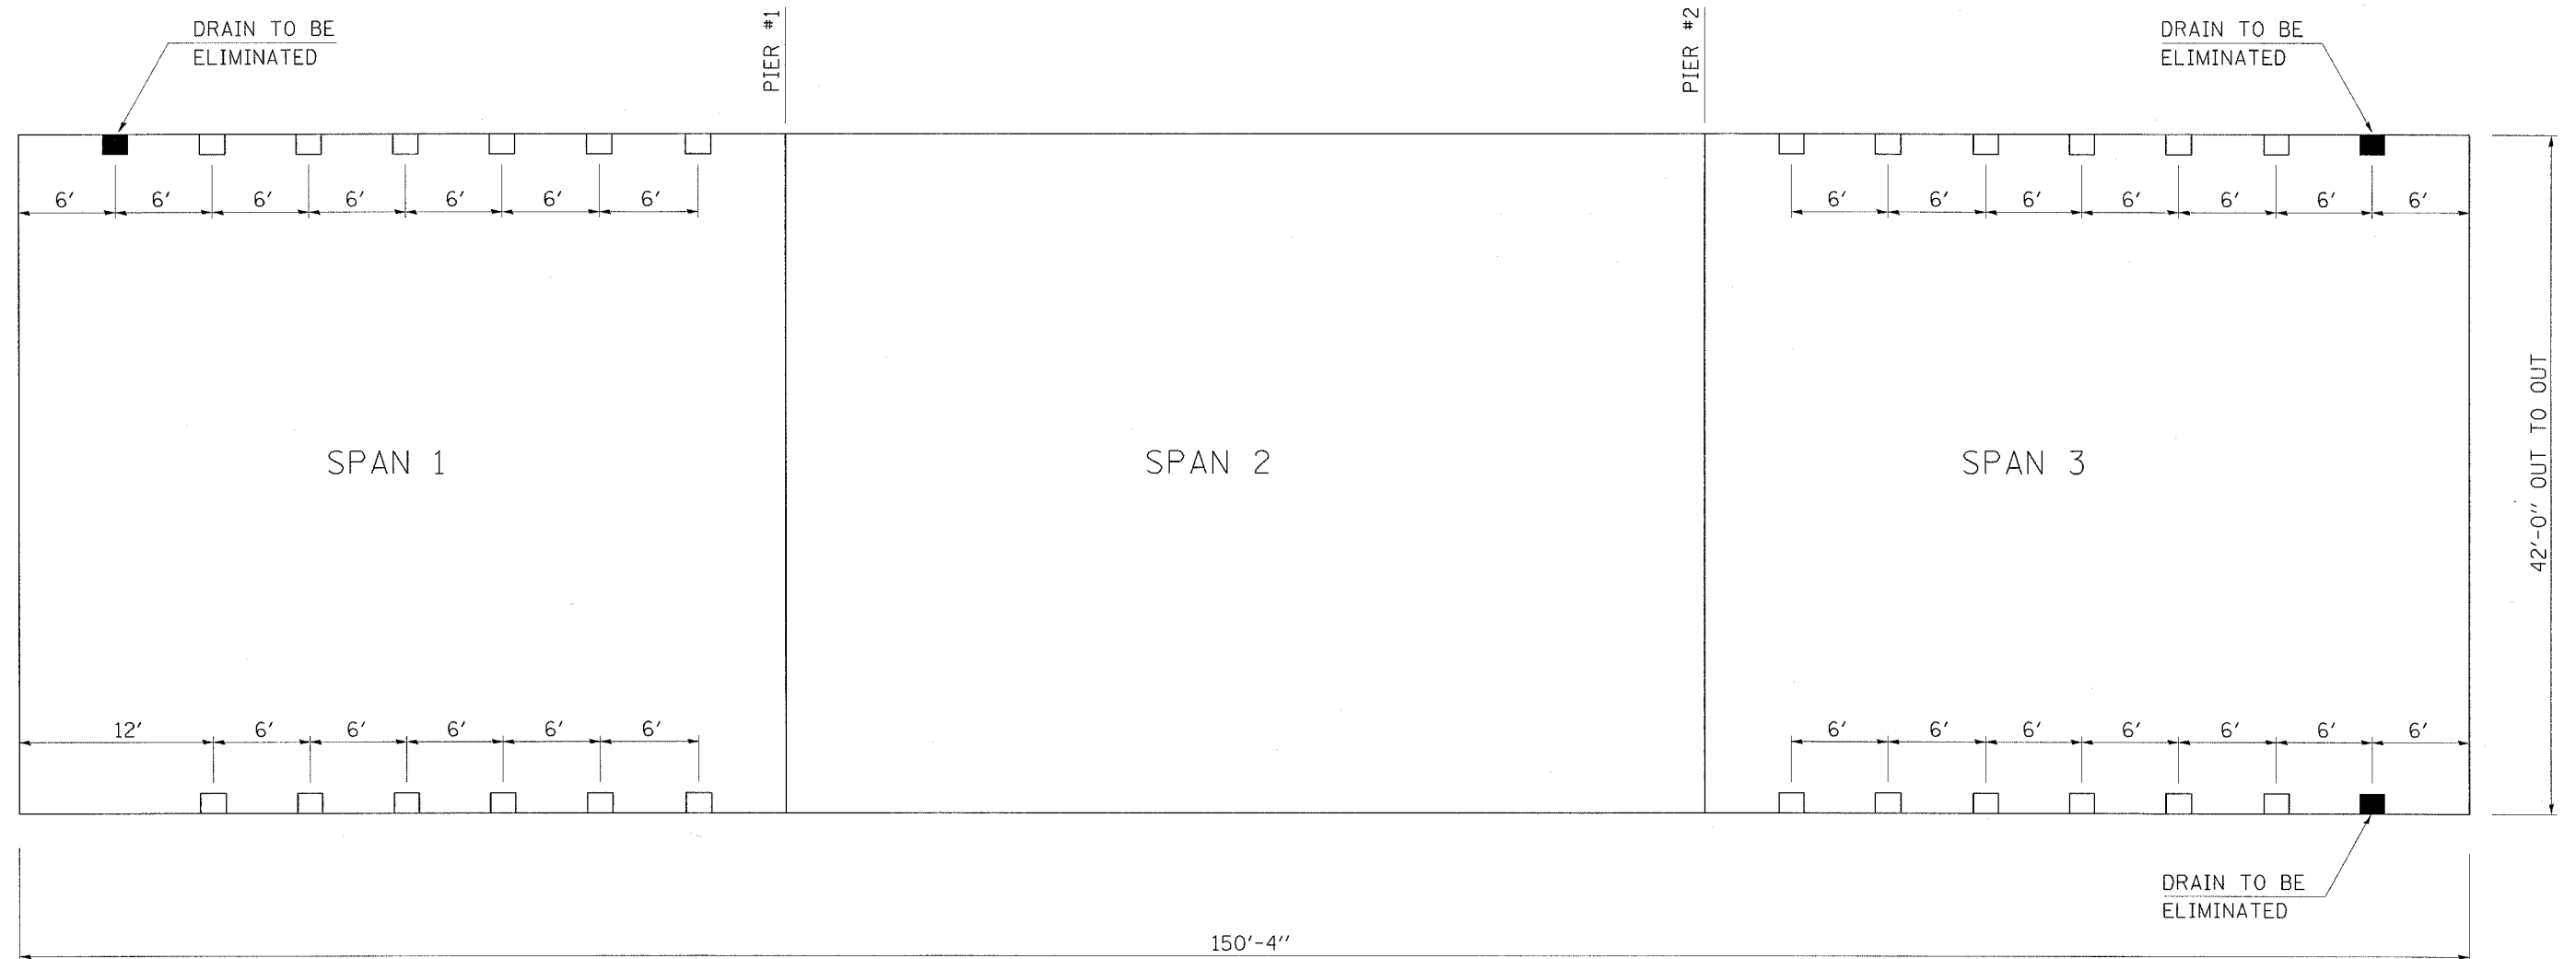 DRAIN TO BE
ELIMINATED
PIER #1
PIER #2
DRAIN TO BE
ELIMINATED
6' 6' 6' 6' 6' 6' 6'
6' 6' 6' 6' 6' 6' 6'
SPAN 1
SPAN 2
SPAN 3
42'-0" OUT TO OUT
12' 6' 6' 6' 6' 6'
6' 6' 6' 6' 6' 6' 6'
DRAIN TO BE
ELIMINATED
150'-4"